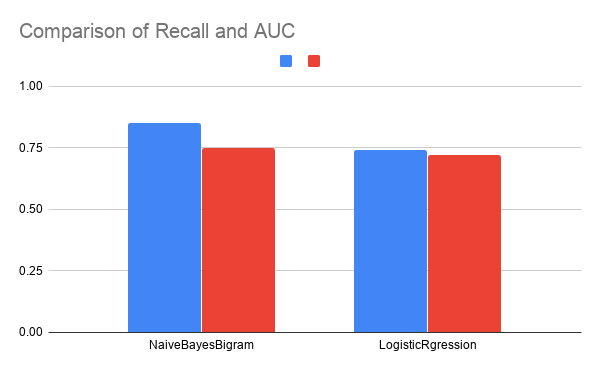 Comparison of Recall and AUC
1.00
0.75
0.50
0.25
0.00
NaiveBayesBigram
LogisticRgression